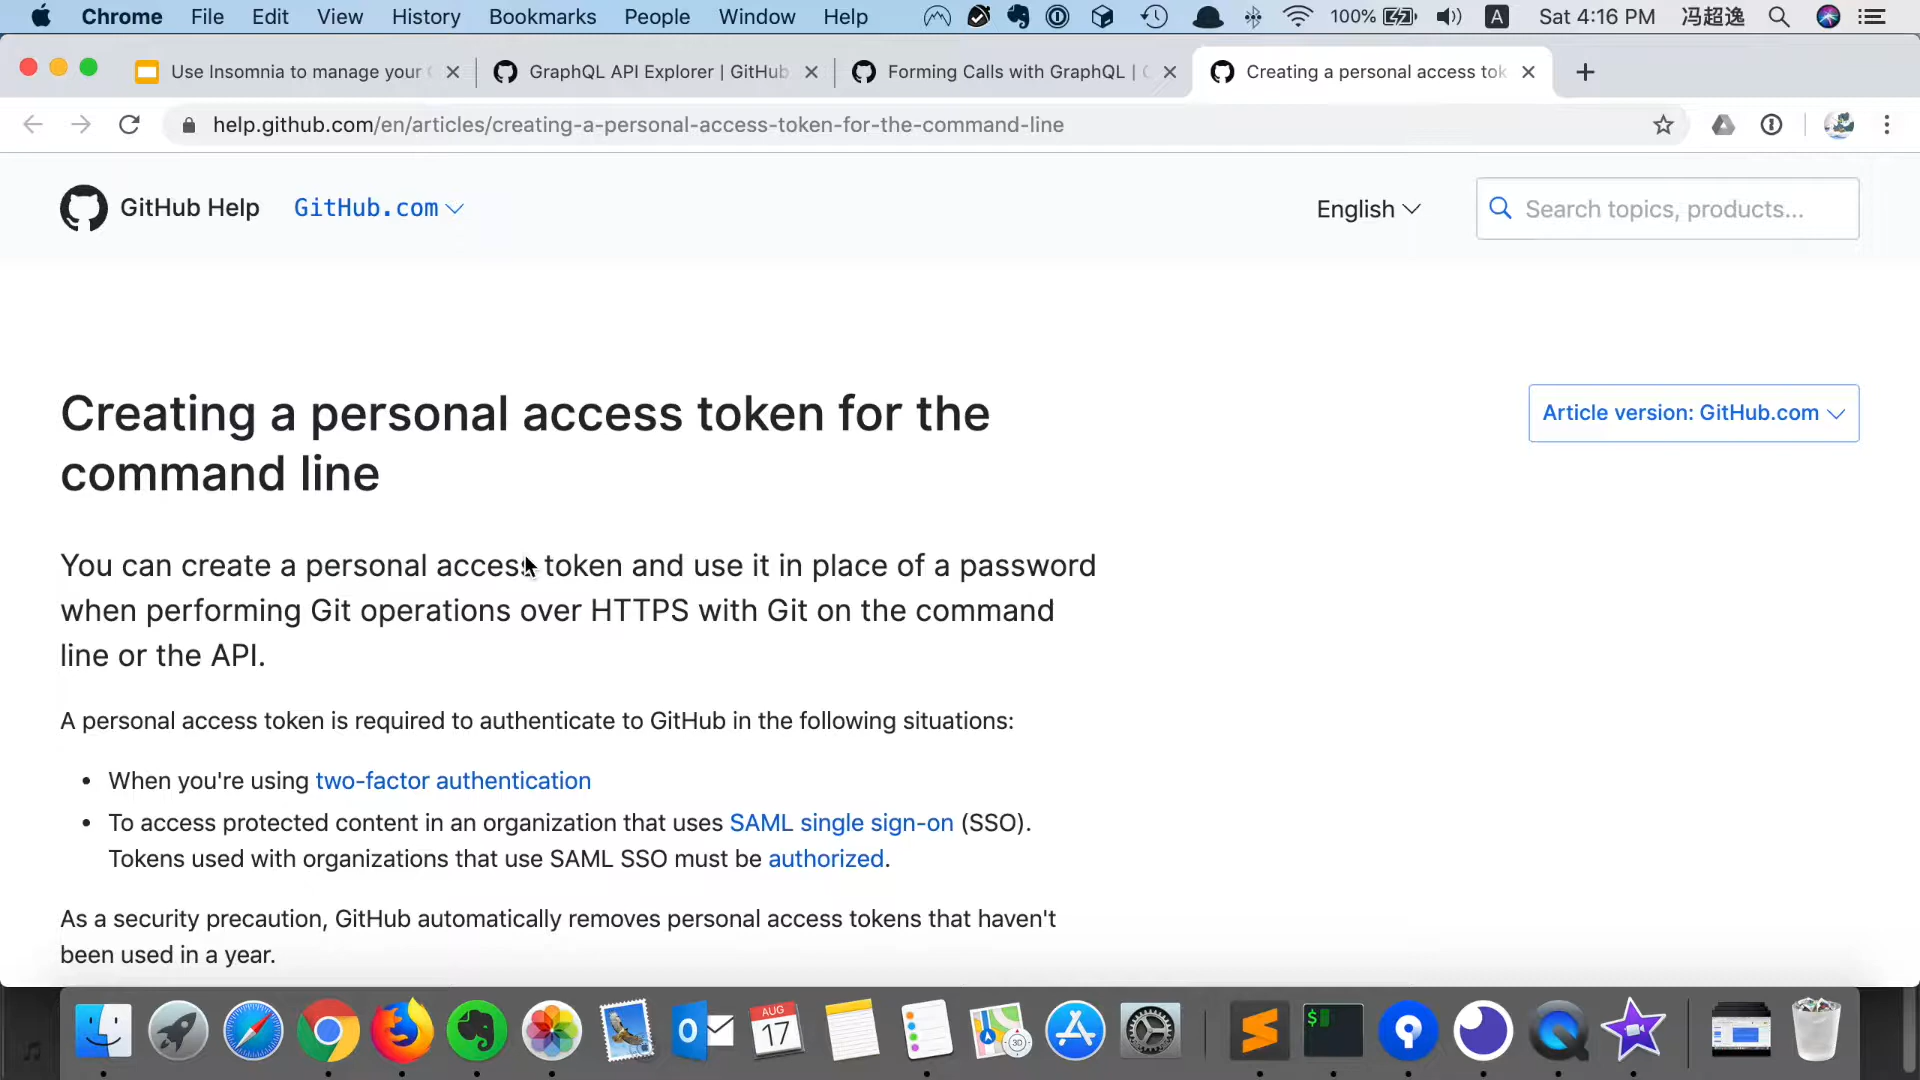 Chrome File Edit View History Bookmarks People Window Help 100% A Sat 4:16 PM 冯超逸
Use Insomnia to manage your GraphQL API Explorer | GitHub Forming Calls with GraphQL | Creating a personal access tok
help.github.com/en/articles/creating-a-personal-access-token-for-the-command-line
GitHub Help GitHub.com English Search topics, products...
Creating a personal access token for the
command line
Article version: GitHub.com
You can create a personal access token and use it in place of a password
when performing Git operations over HTTPS with Git on the command
line or the API.
A personal access token is required to authenticate to GitHub in the following situations:
• When you're using two-factor authentication
• To access protected content in an organization that uses SAML single sign-on (SSO).
Tokens used with organizations that use SAML SSO must be authorized.
As a security precaution, GitHub automatically removes personal access tokens that haven't
been used in a year.
AUG
17
3D
$